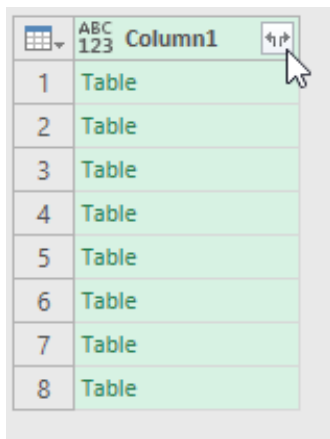 ABC
123 Column1
1 Table
2 Table
3 Table
4 Table
5 Table
6 Table
7 Table
8 Table